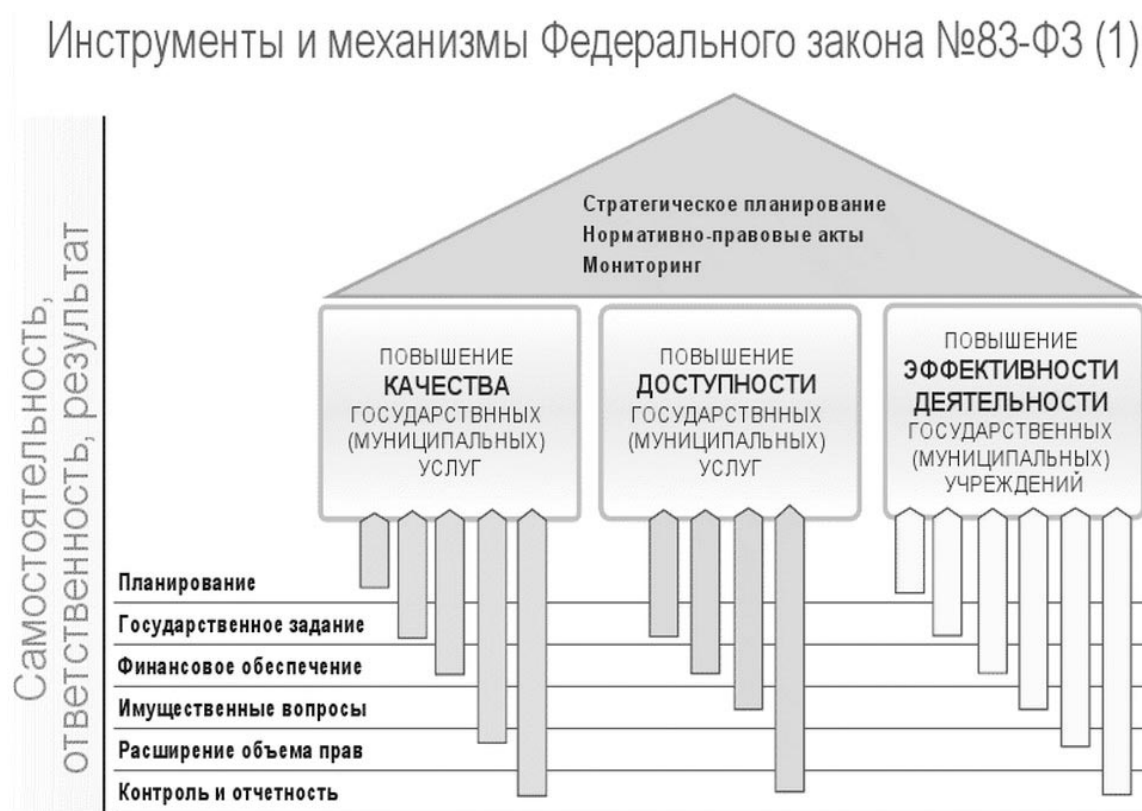 Инструменты и механизмы Федерального закона №83-ФЗ (1)
Самостоятельность,
ответственность, результат
Стратегическое планирование
Нормативно-правовые акты
Мониторинг
ПОВЫШЕНИЕ
КАЧЕСТВА
ГОСУДАРСТВННЫХ
(МУНИЦИПАЛЬНЫХ)
УСЛУГ
ПОВЫШЕНИЕ
ДОСТУПНОСТИ
ГОСУДАРСТВННЫХ
(МУНИЦИПАЛЬНЫХ)
УСЛУГ
ПОВЫШЕНИЕ
ЭФФЕКТИВНОСТИ
ДЕЯТЕЛЬНОСТИ
ГОСУДАРСТВЕННЫХ
(МУНИЦИПАЛЬНЫХ)
УЧРЕЖДЕНИЙ
Планирование
Государственное задание
Финансовое обеспечение
Имущественные вопросы
Расширение объема прав
Контроль и отчетность